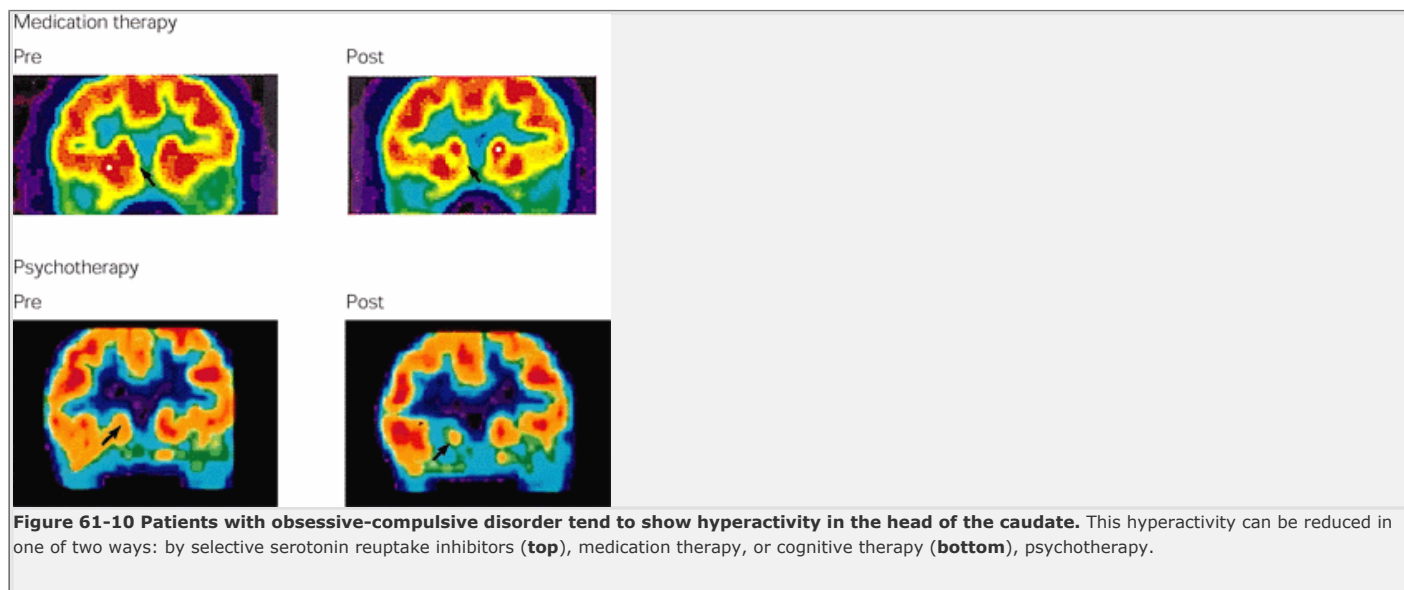 Medication therapy
Pre Post
Psychotherapy
Pre Post
Figure 61-10 Patients with obsessive-compulsive disorder tend to show hyperactivity in the head of the caudate. This hyperactivity can be reduced in
one of two ways: by selective serotonin reuptake inhibitors (top), medication therapy, or cognitive therapy (bottom), psychotherapy.